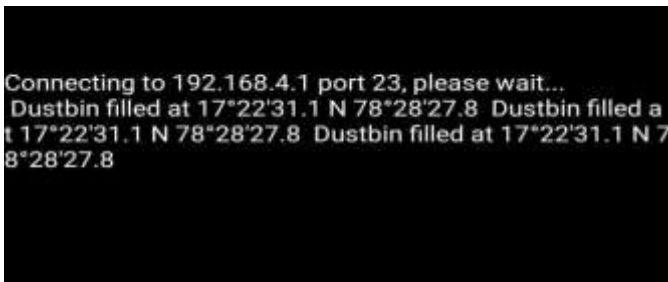 Connecting to 192.168.4.1 port 23, please wait...
Dustbin filled at 17°22'31.1 N 78°28'27.8  Dustbin filled a
t 17°22'31.1 N 78°28'27.8  Dustbin filled at 17°22'31.1 N 7
8°28'27.8